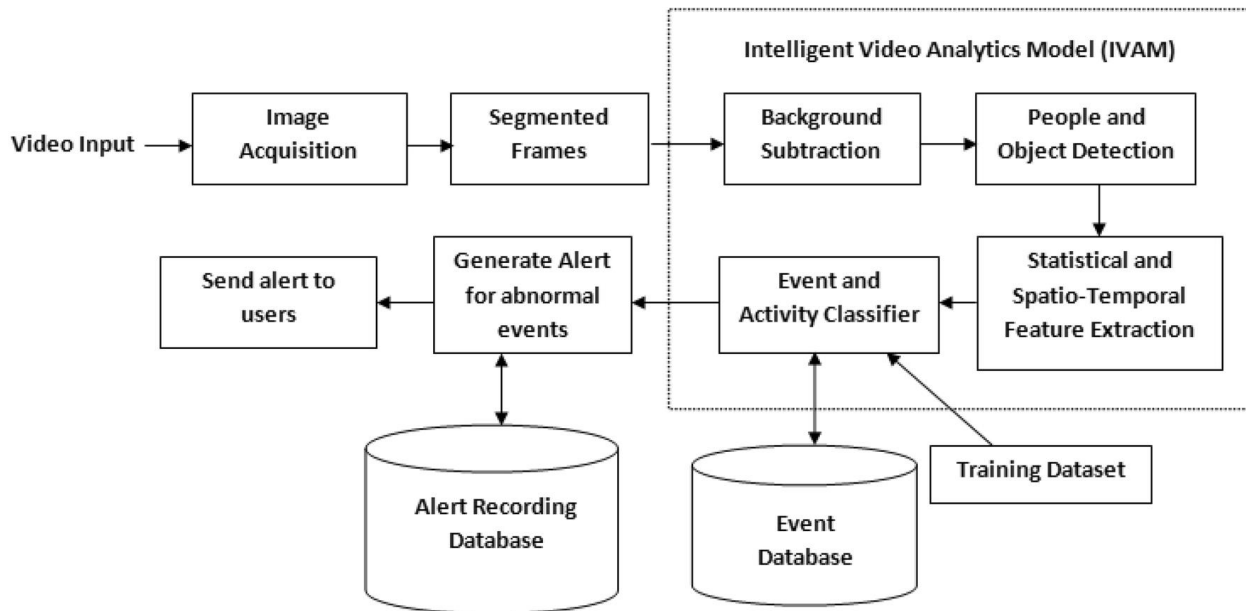 Intelligent Video Analytics Model (IVAM)
Video Input
Image
Acquisition
Segmented
Frames
Background
Subtraction
People and
Object Detection
Send alert to
users
Generate Alert
for abnormal
events
Event and
Activity Classifier
Statistical and
Spatio-Temporal
Feature Extraction
Alert Recording
Database
Event
Database
Training Dataset